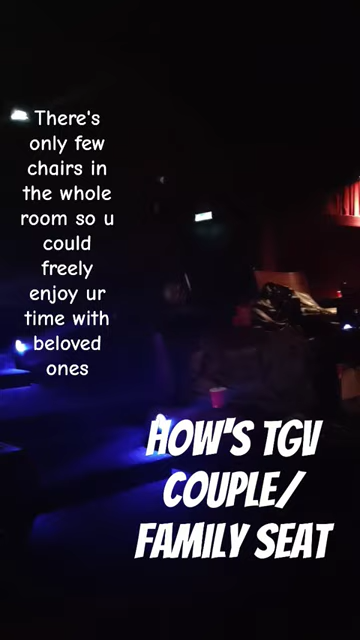 There's
only few
chairs in
the whole
room so u
could
freely
enjoy ur
time with
beloved
ones
HOW'S TGV
COUPLE/
FAMILY SEAT